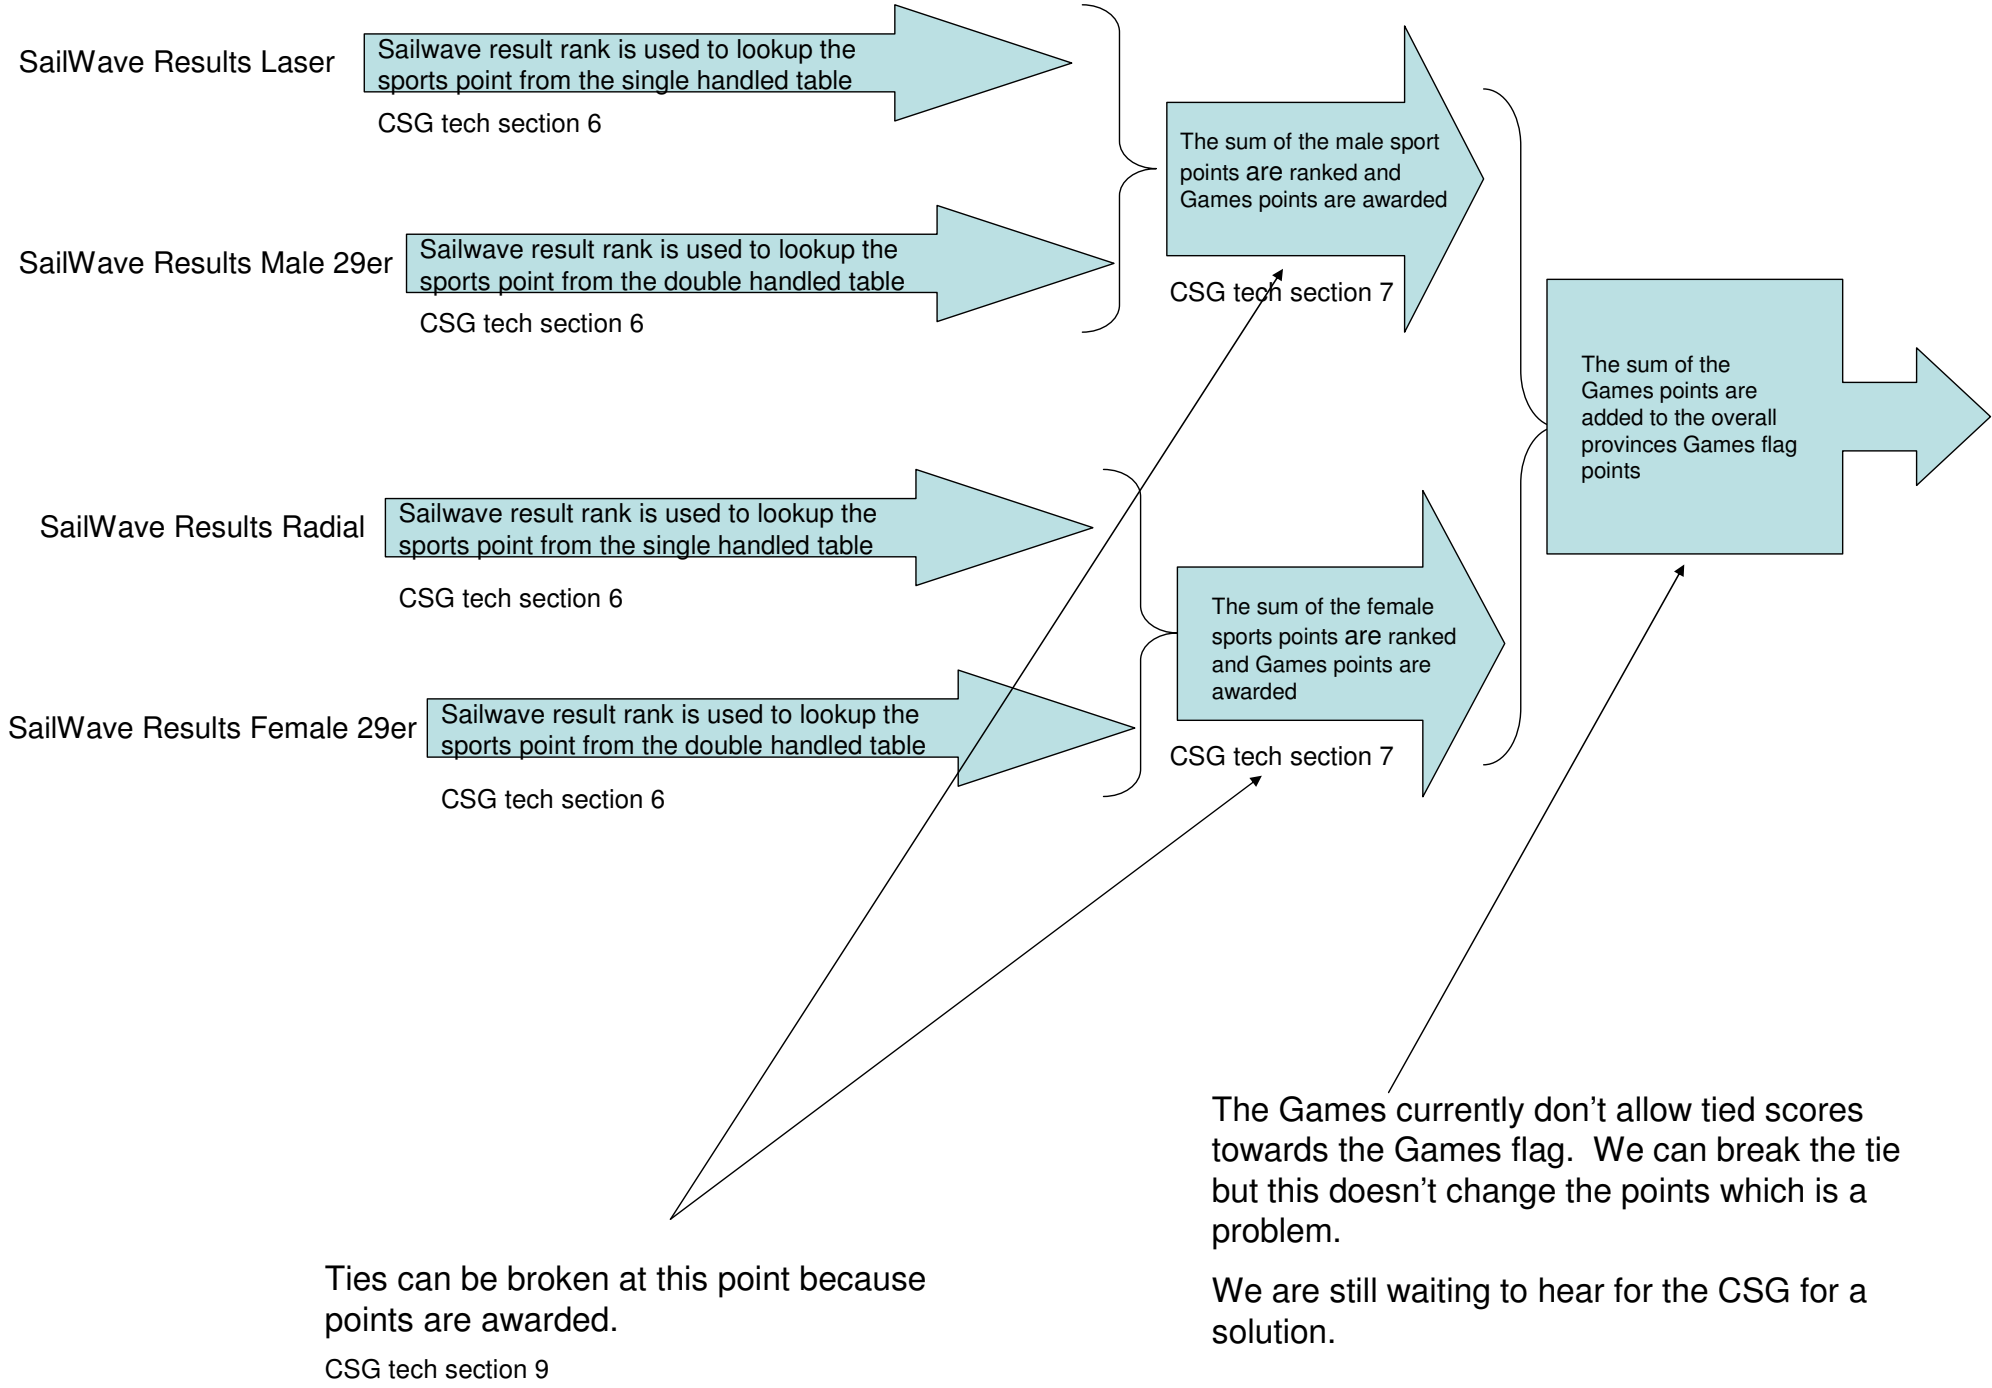 SailWave Results Laser
Sailwave result rank is used to lookup the
sports point from the single handled table
CSG tech section 6
SailWave Results Male 29er
Sailwave result rank is used to lookup the
sports point from the double handled table
CSG tech section 6
The sum of the male sport
points are ranked and
Games points are awarded
CSG tech section 7
SailWave Results Radial
Sailwave result rank is used to lookup the
sports point from the single handled table
CSG tech section 6
SailWave Results Female 29er
Sailwave result rank is used to lookup the
sports point from the double handled table
CSG tech section 6
The sum of the female
sports points are ranked
and Games points are
awarded
CSG tech section 7
The sum of the
Games points are
added to the overall
provinces Games flag
points
Ties can be broken at this point because
points are awarded.
CSG tech section 9
The Games currently don’t allow tied scores
towards the Games flag.  We can break the tie
but this doesn’t change the points which is a
problem.
We are still waiting to hear for the CSG for a
solution.